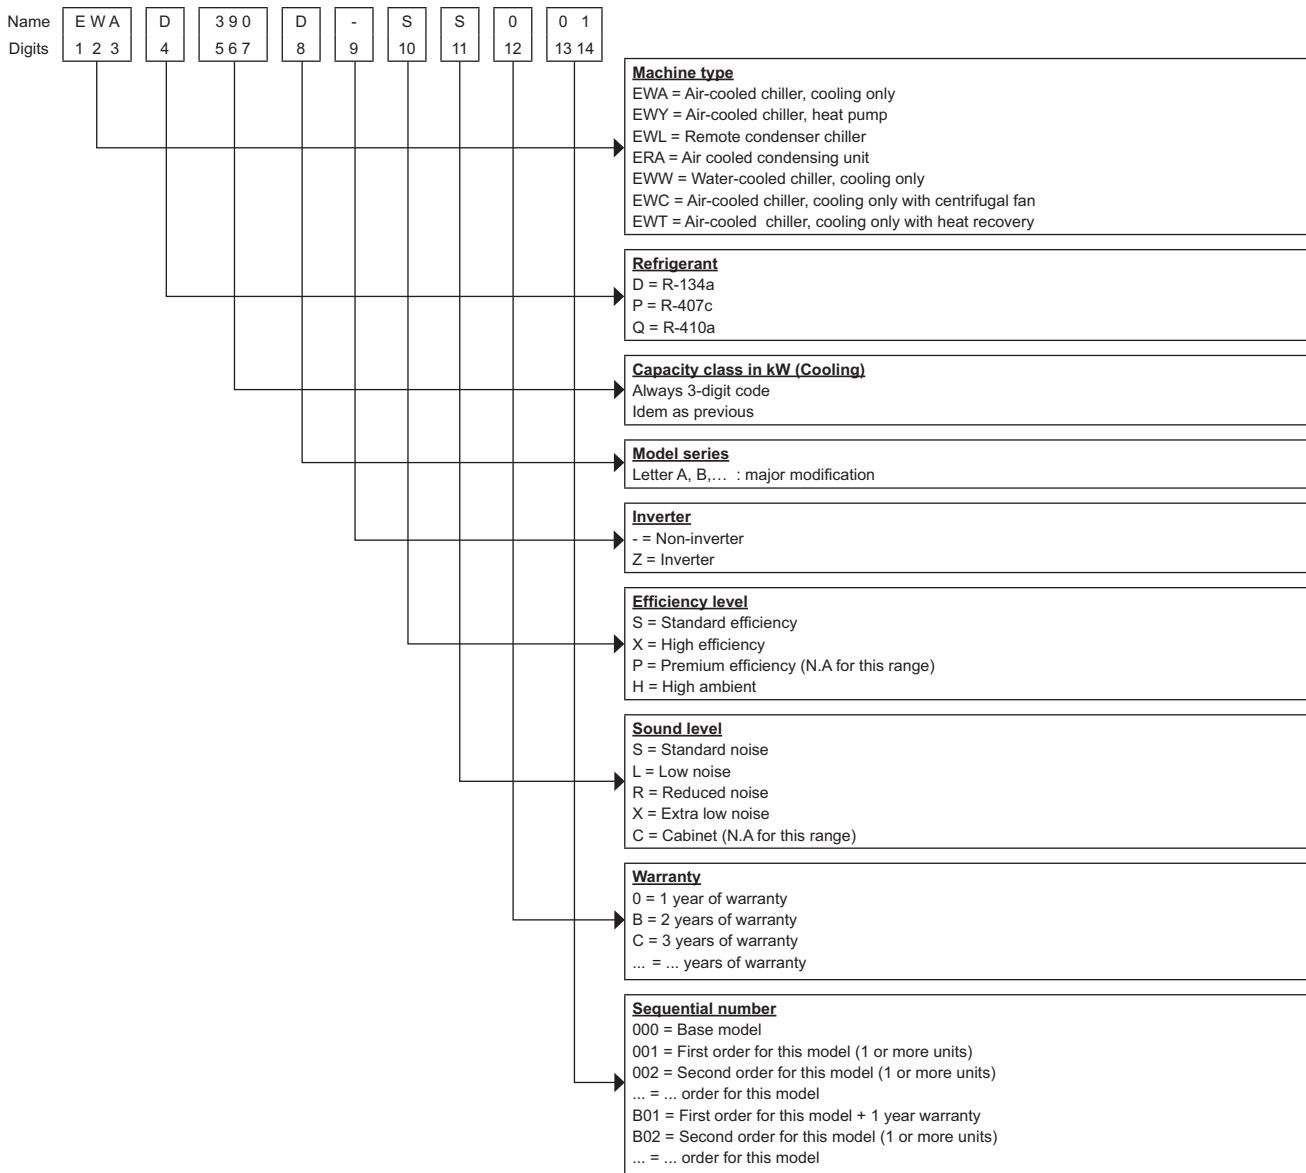 Name E W A D 3 9 0 D - S S 0 0 1
Digits 1 2 3 4 5 6 7 8 9 10 11 12 13 14
Machine type
EWA = Air-cooled chiller, cooling only
EWY = Air-cooled chiller, heat pump
EWL = Remote condenser chiller
ERA = Air cooled condensing unit
EWW = Water-cooled chiller, cooling only
EWC = Air-cooled chiller, cooling only with centrifugal fan
EWT = Air-cooled chiller, cooling only with heat recovery
Refrigerant
D = R-134a
P = R-407c
Q = R-410a
Capacity class in kW (Cooling)
Always 3-digit code
Idem as previous
Model series
Letter A, B,… : major modification
Inverter
- = Non-inverter
Z = Inverter
Efficiency level
S = Standard efficiency
X = High efficiency
P = Premium efficiency (N.A for this range)
H = High ambient
Sound level
S = Standard noise
L = Low noise
R = Reduced noise
X = Extra low noise
C = Cabinet (N.A for this range)
Warranty
0 = 1 year of warranty
B = 2 years of warranty
C = 3 years of warranty
... = ... years of warranty
Sequential number
000 = Base model
001 = First order for this model (1 or more units)
002 = Second order for this model (1 or more units)
... = ... order for this model
B01 = First order for this model + 1 year warranty
B02 = Second order for this model (1 or more units)
... = ... order for this model